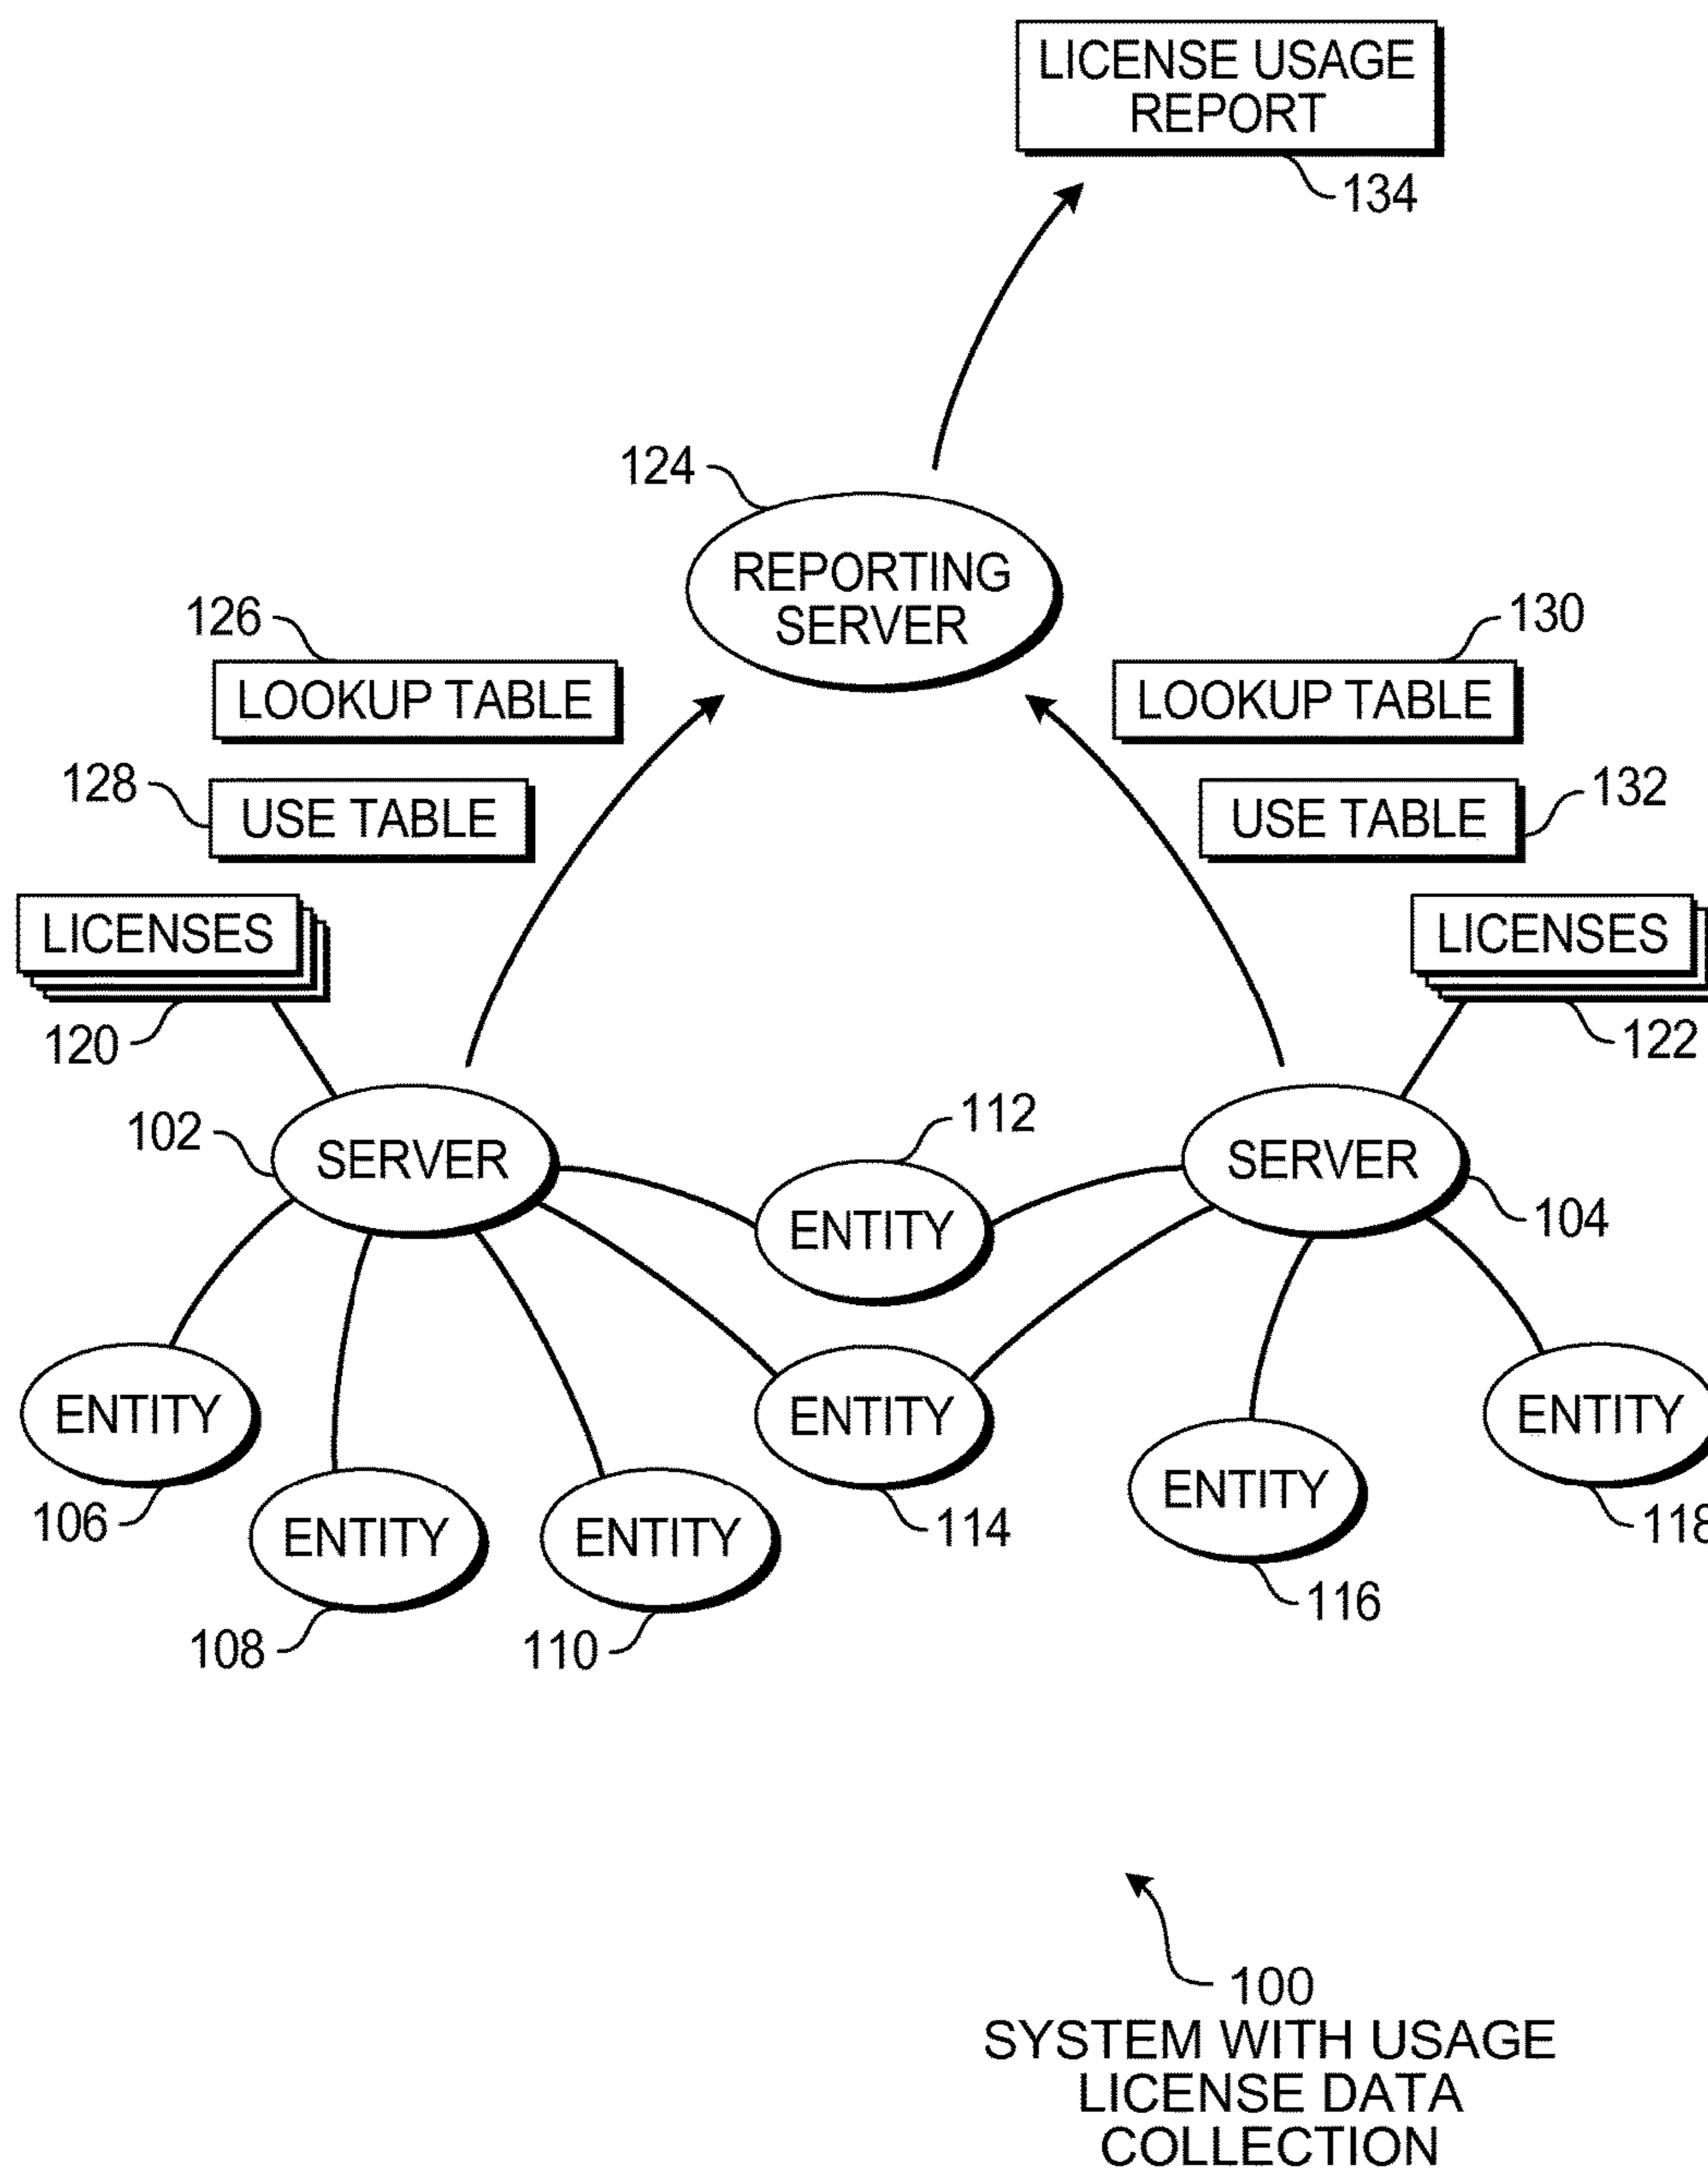 LICENSE USAGE
REPORT
134
124
REPORTING
SERVER
126
LOOKUP TABLE
130
LOOKUP TABLE
128
USE TABLE
132
USE TABLE
LICENSES
120
LICENSES
122
102
SERVER
112
ENTITY
SERVER
104
ENTITY
106
ENTITY
108
ENTITY
110
ENTITY
114
ENTITY
116
ENTITY
118
100
SYSTEM WITH USAGE
LICENSE DATA
COLLECTION